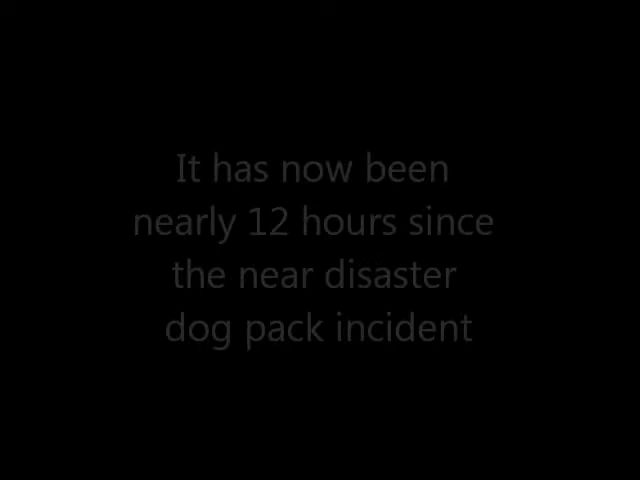 It has now been
nearly 12 hours since
the near disaster
dog pack incident